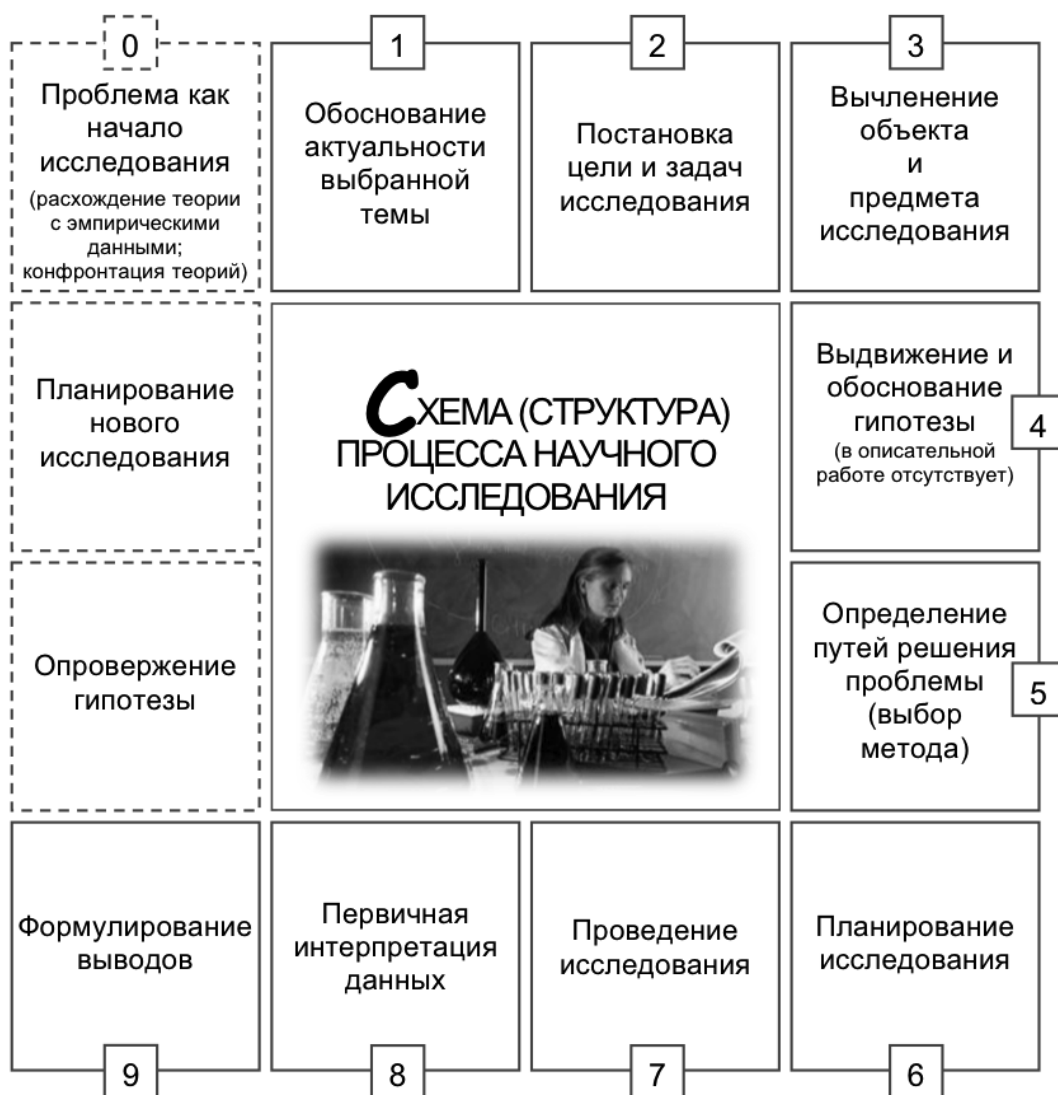 0
Проблема как
начало
исследования
(расхождение теории
с эмпирическими
данными;
конфронтация теорий)
1
Обоснование
актуальности
выбранной
темы
2
Постановка
цели и задач
исследования
3
Вычленение
объекта
и
предмета
исследования
Планирование
нового
исследования
СХЕМА (СТРУКТУРА)
ПРОЦЕССА НАУЧНОГО
ИССЛЕДОВАНИЯ
Выдвижение и
обоснование
гипотезы
(в описательной
работе отсутствует)
4
Опровержение
гипотезы
Определение
путей решения
проблемы
(выбор
метода)
5
Формулирование
выводов
9
Первичная
интерпретация
данных
8
Проведение
исследования
7
Планирование
исследования
6